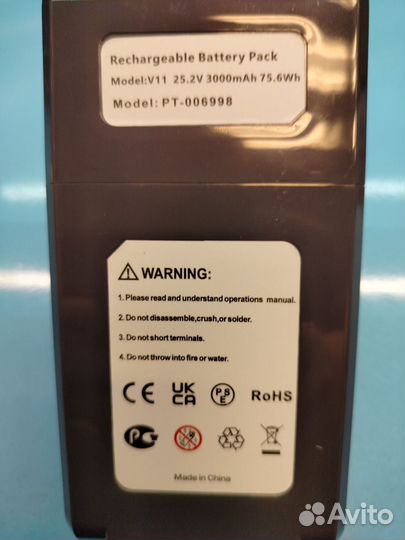 Rechargeable Battery Pack
Model:V11 25.2V 3000mAh 75.6Wh
Model: PT-006998
WARNING:
1. Please read and understand operations manual.
2. Do not disassemble,crush,or solder.
3. Do not short terminals.
4. Do not throw into fire or water.
CE UK CA PSE RoHS
PC
Made in China
Avito